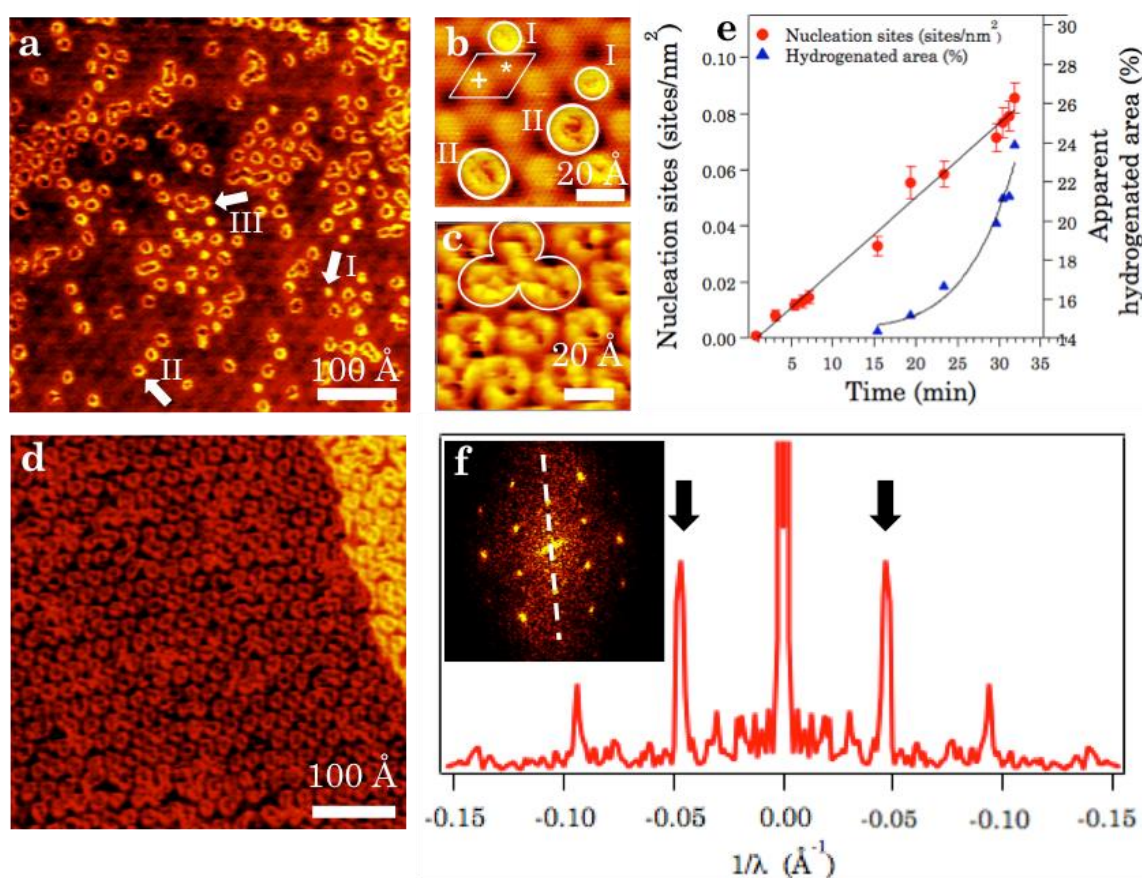 a
III
I
II
100 Å
b
I
*
+
I
II
II
20 Å
c
20 Å
e
Nucleation sites (sites/nm²)
Hydrogenated area (%)
Nucleation sites (sites/nm²)
0.10
0.08
0.06
0.04
0.02
0.00
5 10 15 20 25 30 35
Time (min)
30
28
26
24
22
20
18
16
14
Apparent
hydrogenated area (%)
d
100 Å
f
-0.15 -0.10 -0.05 0.00 -0.05 -0.10 -0.15
1/λ (Å⁻¹)